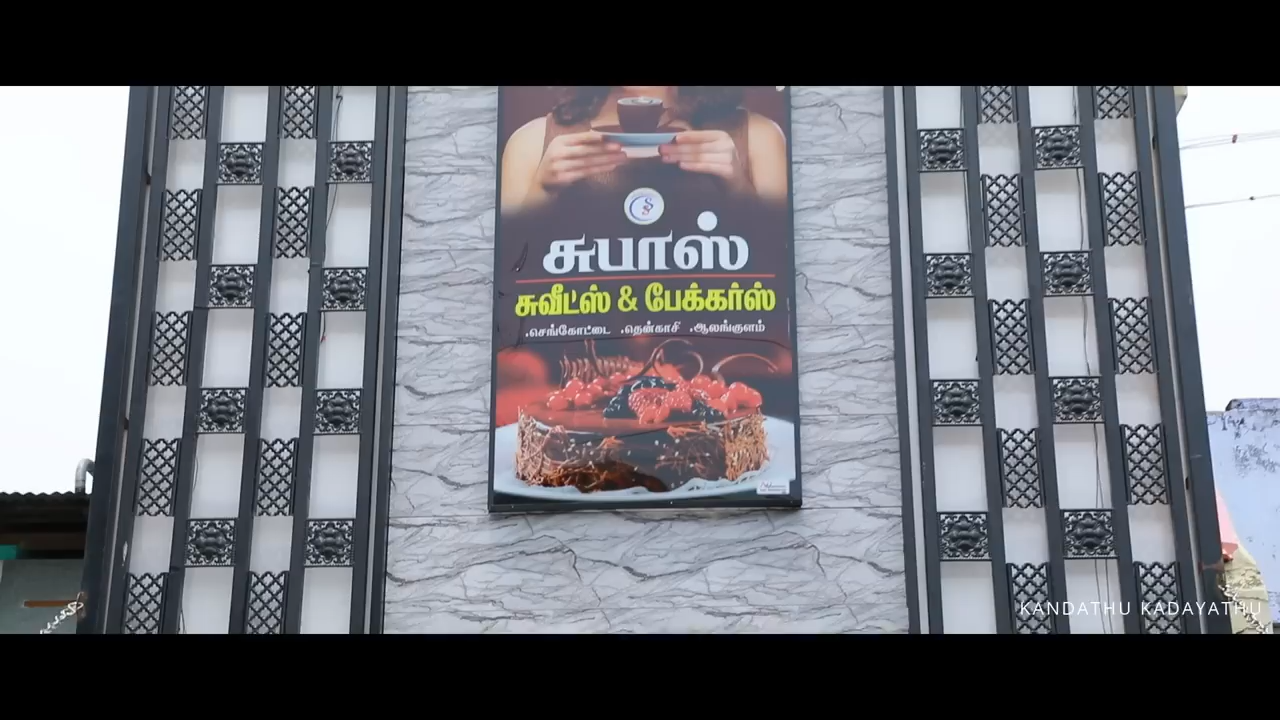 சுபாஸ்
சுவீட்ஸ் & பேக்கர்ஸ்
.செங்கோட்டை .தென்காசி .ஆலங்குளம்
KANDATHU KADAYATHU